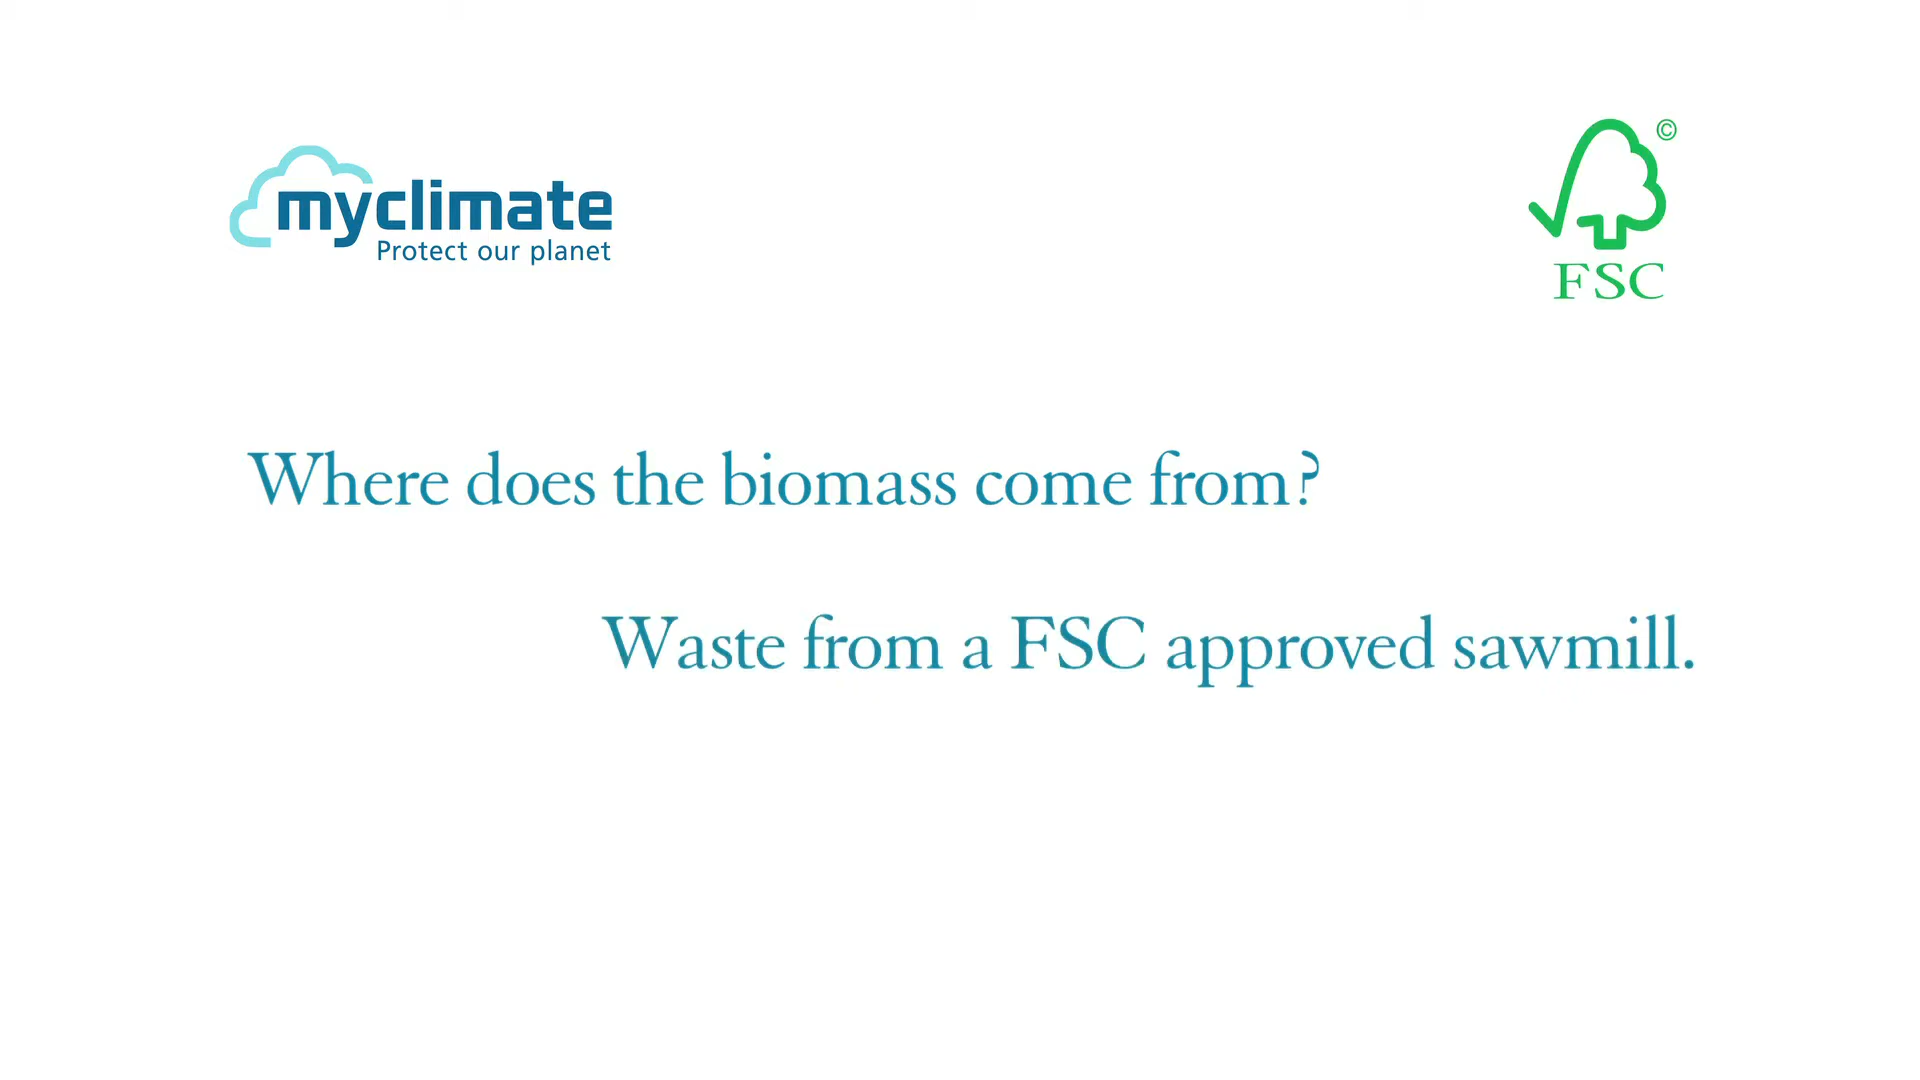 myclimate
Protect our planet
©
FSC
Where does the biomass come from?
Waste from a FSC approved sawmill.